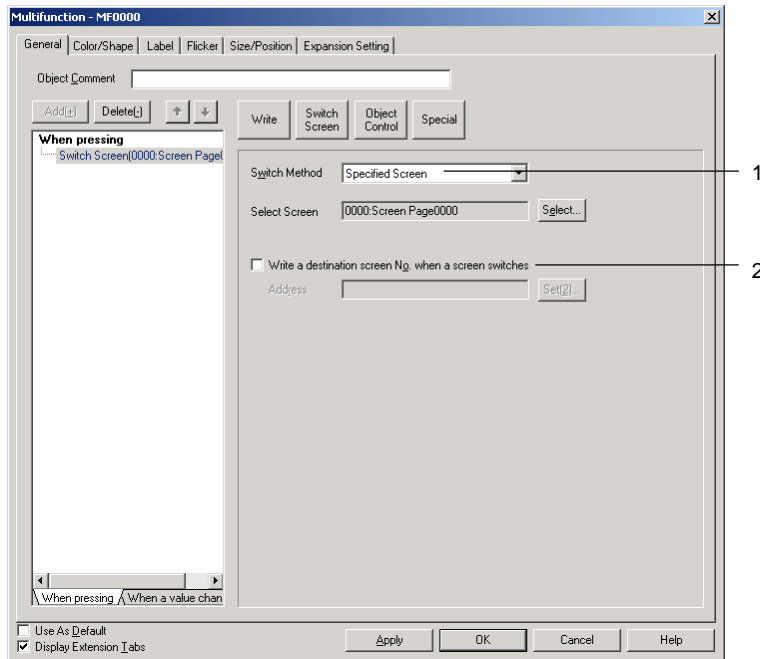 Multifunction - MF0000
General Color/Shape Label Flicker Size/Position Expansion Setting
Object Comment
Add(+) Delete(-)
Write Switch Screen Object Control Special
When pressing
Switch Screen(0000:Screen Page(
Switch Method Specified Screen 1
Select Screen 0000:Screen Page0000 Select...
Write a destination screen No. when a screen switches 2
Address Set(2)...
When pressing When a value chan
Use As Default
Display Extension Tabs
Apply OK Cancel Help